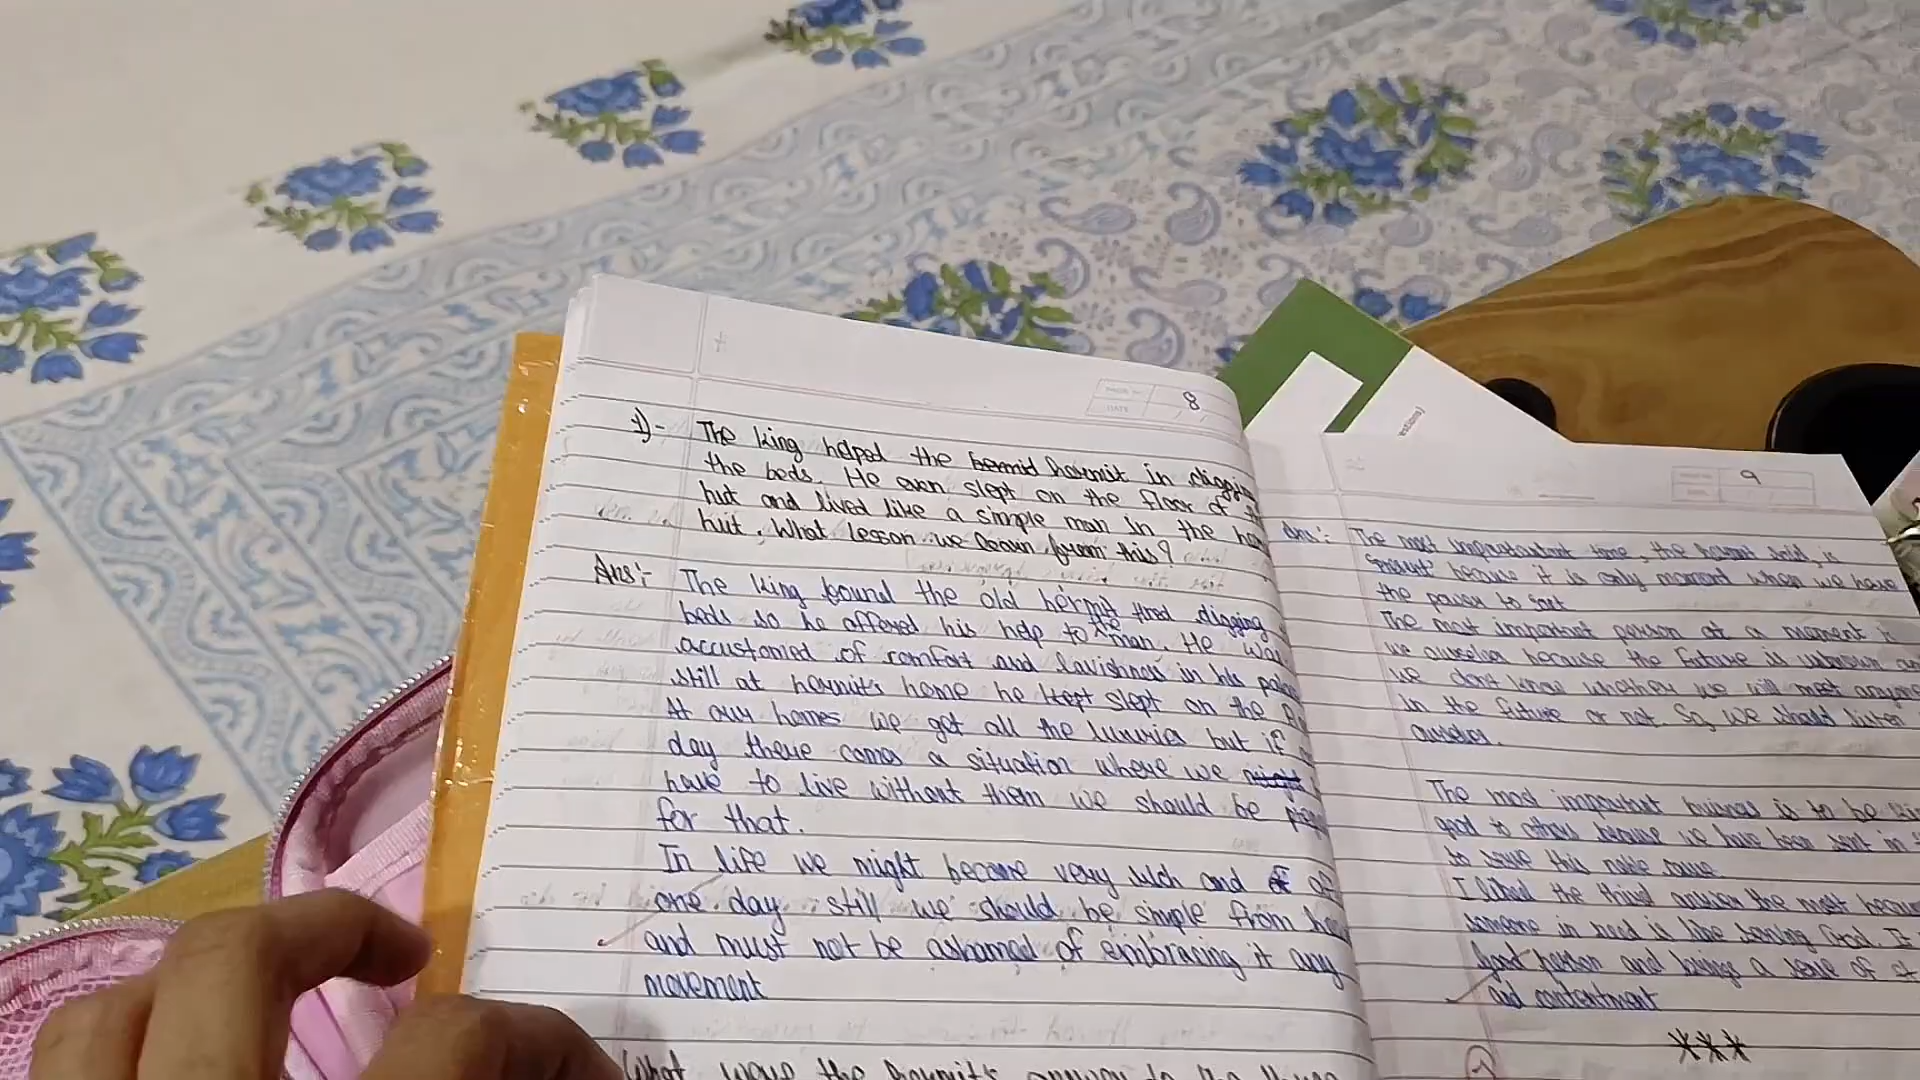 8
1)- The king helped the hermit in
the beds. He even slept on the floor of
hut and lived like a simple man in the
hut. What lesson we learn from this?
Ans:- The king found the old hermit tired digging
beds so he offered his help to the man. He was
accustomed of comfort and lavishness in his
still at hermit's home he kept slept on the
At our homes we get all the luxuries but if
day there comes a situation where we might
have to live without them we should be
for that.
In life we might become very rich and
one day still we should be simple from
and must not be ashamed of embracing it any
movement
What were the hermit's answer to the three
9
Ans:- The most important time, the hermit said, is
present because it is only moment when we have
the power to
The most important person at a moment is
we ourselves because the future is unknown and
we don't know whether we will meet anyone
in the future or not. So, we should listen
ourselves.
The most important business is to be
good to others because we have been sent in
to serve this noble cause.
I liked the third answer the most because
someone in need is like serving God. It
good person and brings a sense of
and contentment
***